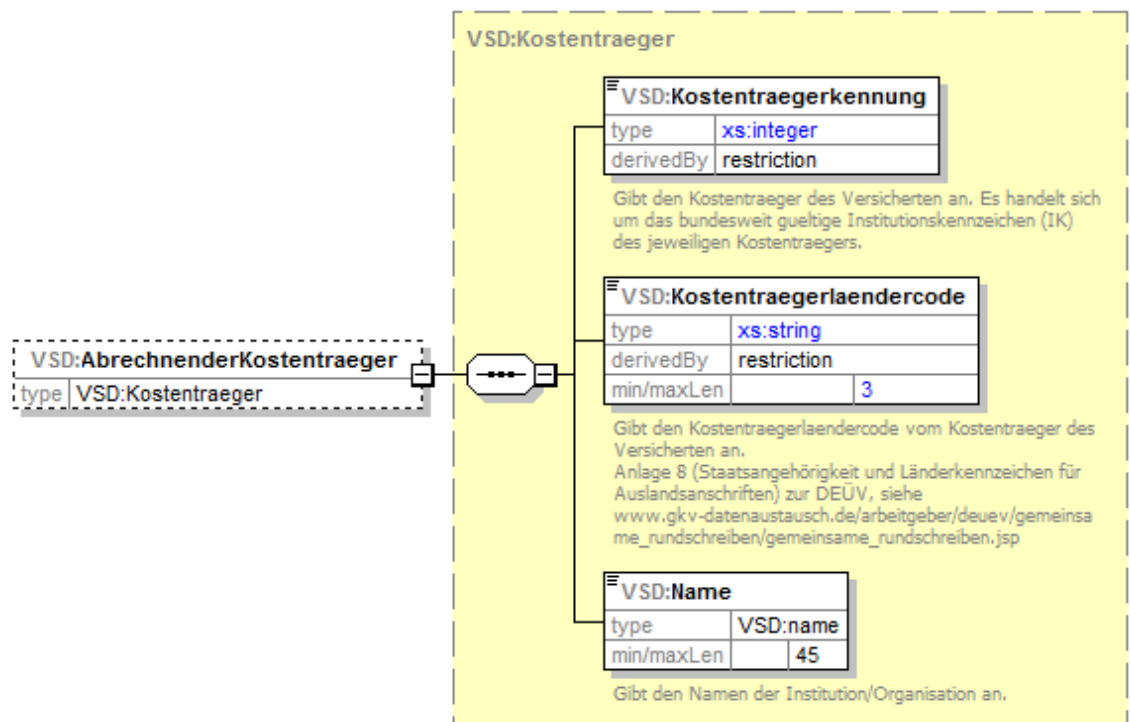 VSD:Kostentraeger
VSD:Kostentraegerkennung
type xs:integer
derivedBy restriction
Gibt den Kostentraeger des Versicherten an. Es handelt sich
um das bundesweit gueltige Institutionskennzeichen (IK)
des jeweiligen Kostentraegers.
VSD:Kostentraegerlaendercode
type xs:string
derivedBy restriction
min/maxLen 3
Gibt den Kostentraegerlaendercode vom Kostentraeger des
Versicherten an.
Anlage 8 (Staatsangehörigkeit und Länderkennzeichen für
Auslandsanschriften) zur DEÜV, siehe
www.gkv-datenaustausch.de/arbeitgeber/deuev/gemeinsa
me_rundschreiben/gemeinsame_rundschreiben.jsp
VSD:AbrechnenderKostentraeger
type VSD:Kostentraeger
VSD:Name
type VSD:name
min/maxLen 45
Gibt den Namen der Institution/Organisation an.